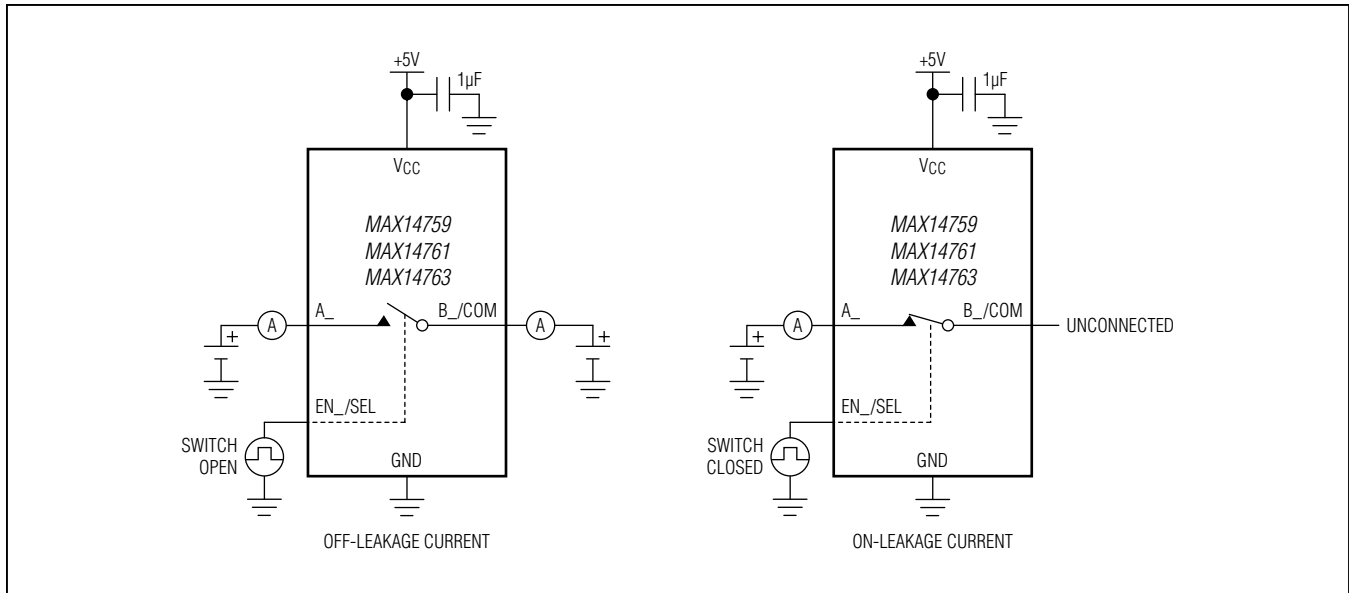 +5V
1µF
VCC
MAX14759
MAX14761
MAX14763
A_
B_/COM
A
+
A
+
EN_/SEL
SWITCH
OPEN
GND
OFF-LEAKAGE CURRENT
+5V
1µF
VCC
MAX14759
MAX14761
MAX14763
A_
B_/COM
A
+
UNCONNECTED
EN_/SEL
SWITCH
CLOSED
GND
ON-LEAKAGE CURRENT